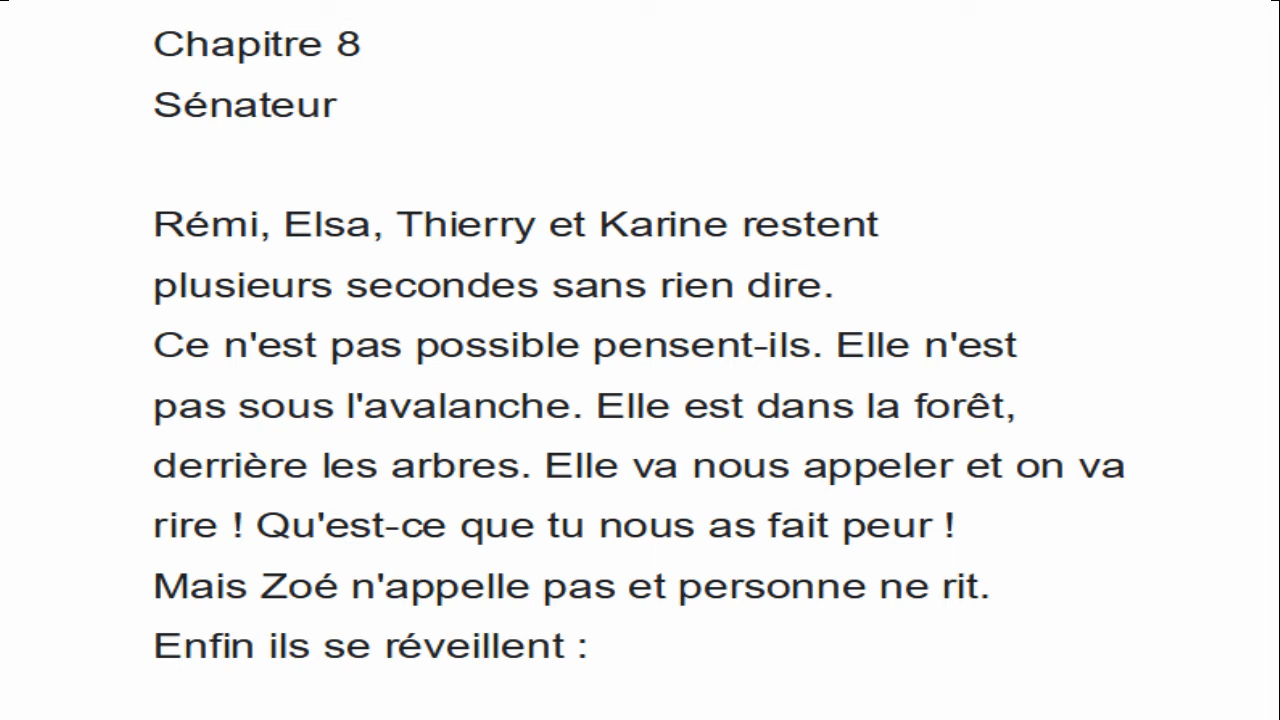 Chapitre 8
Sénateur
Rémi, Elsa, Thierry et Karine restent
plusieurs secondes sans rien dire.
Ce n'est pas possible pensent-ils. Elle n'est
pas sous l'avalanche. Elle est dans la forêt,
derrière les arbres. Elle va nous appeler et on va
rire ! Qu'est-ce que tu nous as fait peur !
Mais Zoé n'appelle pas et personne ne rit.
Enfin ils se réveillent :